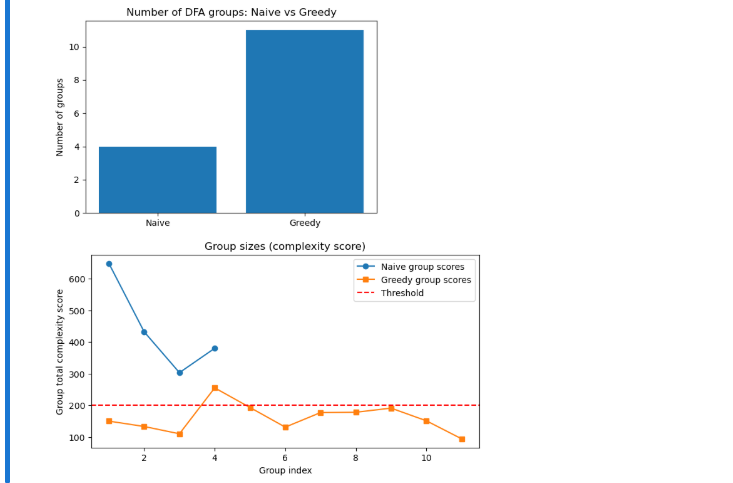 Number of DFA groups: Naive vs Greedy
10
8
6
4
2
0
Number of groups
Naive Greedy
Group sizes (complexity score)
600
500
400
300
200
100
Group total complexity score
Naive group scores
Greedy group scores
Threshold
2 4 6 8 10
Group index